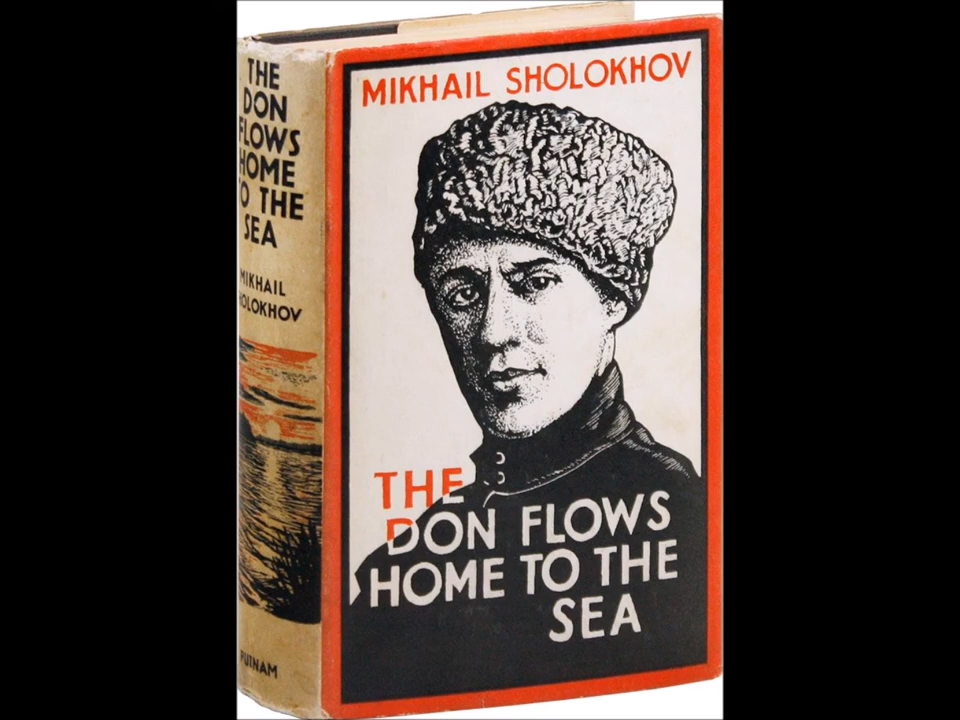 THE
DON
FLOWS
HOME
TO THE
SEA
MIKHAIL
SHOLOKHOV
PUTNAM
MIKHAIL SHOLOKHOV
THE
DON FLOWS
HOME TO THE
SEA